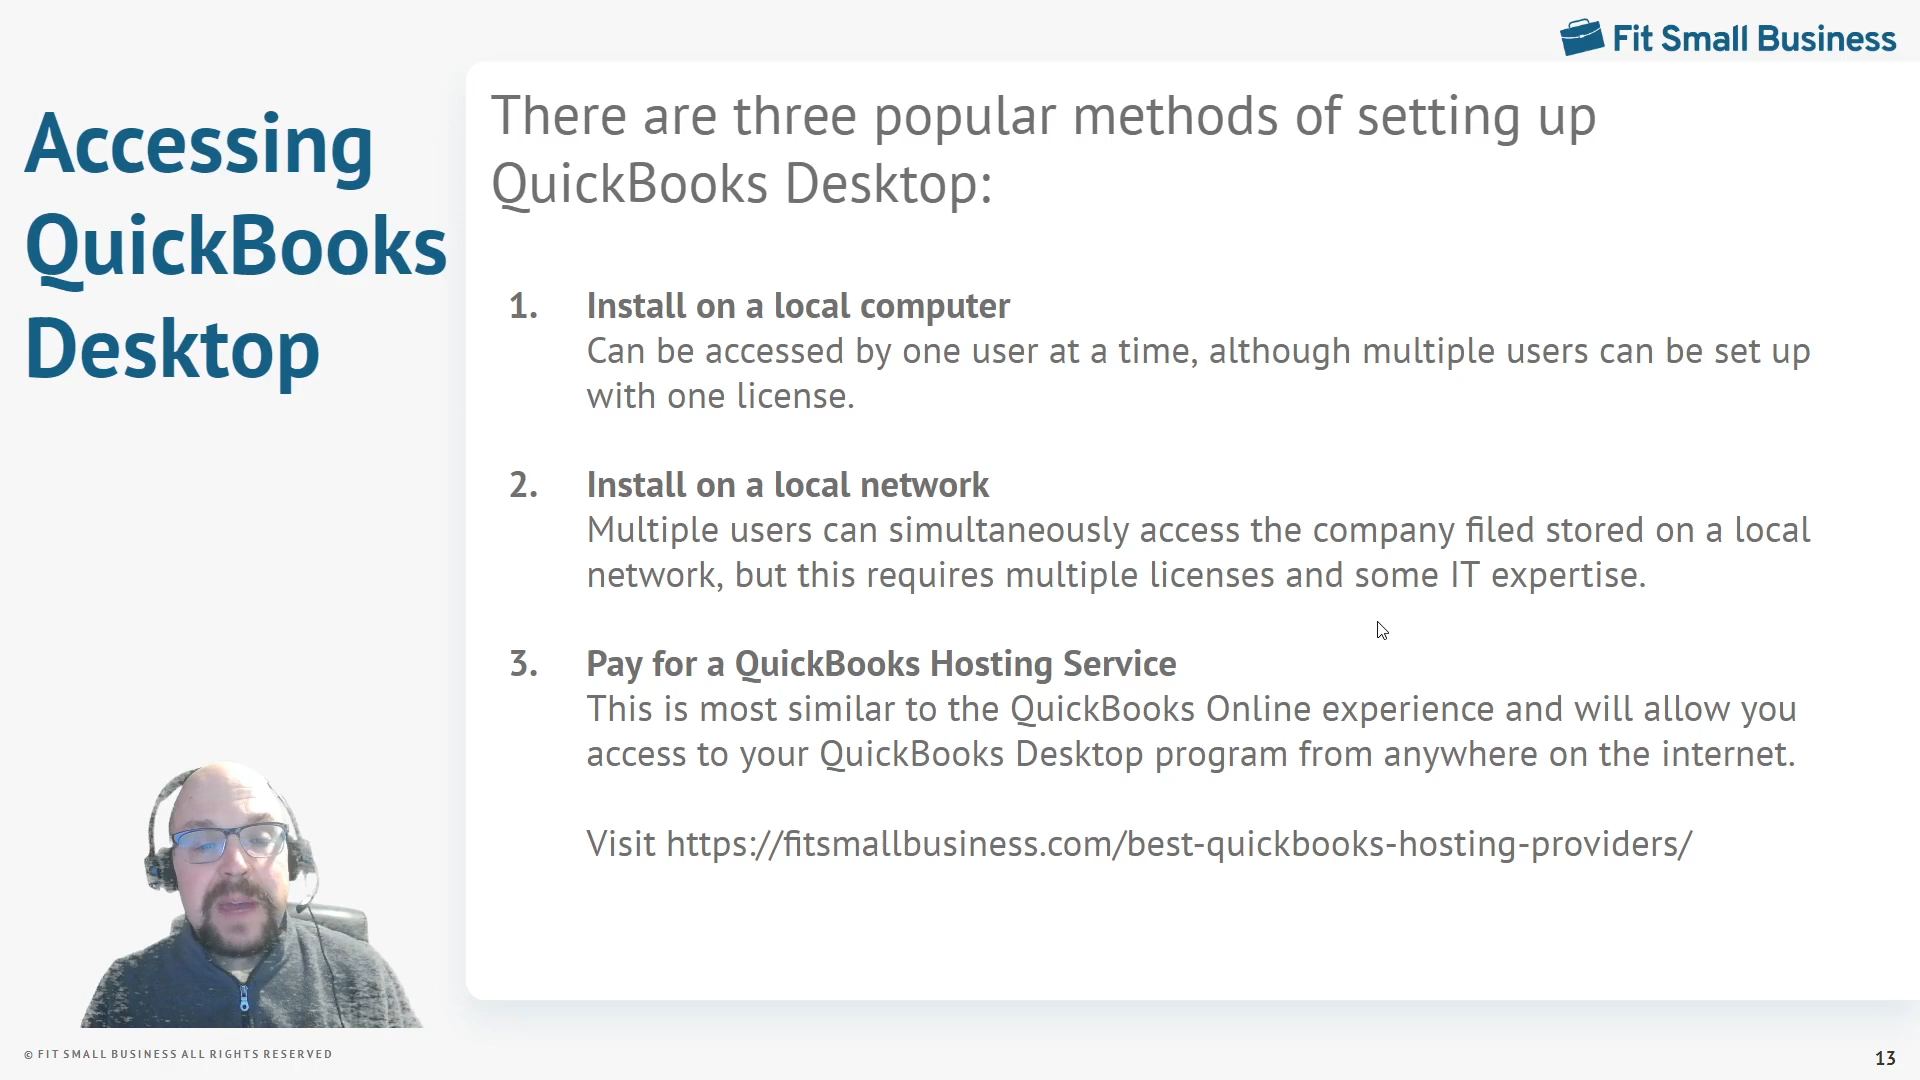 Fit Small Business
Accessing
QuickBooks
Desktop
There are three popular methods of setting up
QuickBooks Desktop:
1. Install on a local computer
Can be accessed by one user at a time, although multiple users can be set up
with one license.
2. Install on a local network
Multiple users can simultaneously access the company filed stored on a local
network, but this requires multiple licenses and some IT expertise.
3. Pay for a QuickBooks Hosting Service
This is most similar to the QuickBooks Online experience and will allow you
access to your QuickBooks Desktop program from anywhere on the internet.
Visit https://fitsmallbusiness.com/best-quickbooks-hosting-providers/
© FIT SMALL BUSINESS ALL RIGHTS RESERVED
13